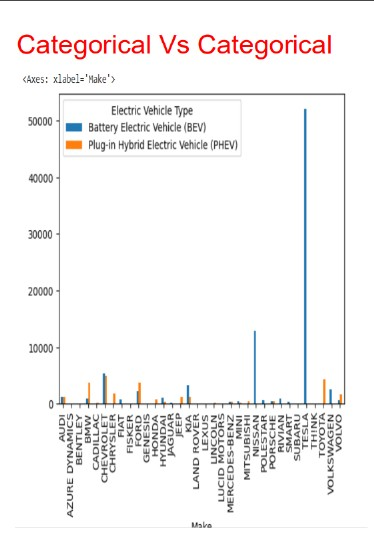 Categorical Vs Categorical
<Axes: xlabel='Make'>
Electric Vehicle Type
Battery Electric Vehicle (BEV)
Plug-in Hybrid Electric Vehicle (PHEV)
50000
40000
30000
20000
10000
0
AUDI
AZURE DYNAMICS
BENTLEY
BMW
CADILLAC
CHEVROLET
CHRYSLER
FIAT
FISKER
FORD
GENESIS
HONDA
HYUNDAI
JAGUAR
JEEP
KIA
LAND ROVER
LEXUS
LINCOLN
LUCID MOTORS
MERCEDES-BENZ
MINI
MITSUBISHI
NISSAN
POLESTAR
PORSCHE
RIVIAN
SMART
SUBARU
TESLA
TH!NK
TOYOTA
VOLKSWAGEN
VOLVO
Make